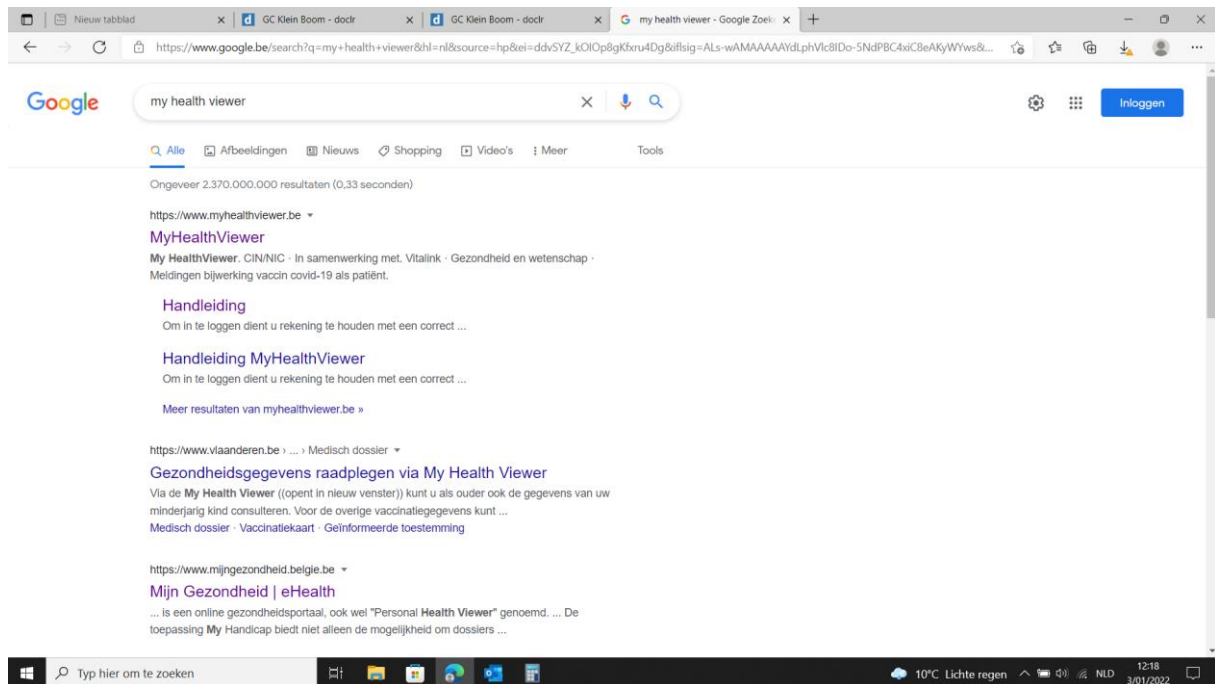 Nieuw tabblad
GC Klein Boom - doclr
GC Klein Boom - doclr
my health viewer - Google Zoek
https://www.google.be/search?q=my+health+viewer&hl=nl&source=hp&ei=ddvSYZ_kOIOp8gKfxru4Dg&iflsig=ALs-wAMAAAAAYdLphVlc8IDo-5NdPBC4xiC8eAKyWYws&...
Google
my health viewer
Inloggen
Alle Afbeeldingen Nieuws Shopping Video's Meer Tools
Ongeveer 2.370.000.000 resultaten (0,33 seconden)
https://www.myhealthviewer.be
MyHealthViewer
My HealthViewer. CIN/NIC · In samenwerking met. Vitalink · Gezondheid en wetenschap ·
Meldingen bijwerking vaccin covid-19 als patiënt.
Handleiding
Om in te loggen dient u rekening te houden met een correct ...
Handleiding MyHealthViewer
Om in te loggen dient u rekening te houden met een correct ...
Meer resultaten van myhealthviewer.be »
https://www.vlaanderen.be › ... › Medisch dossier
Gezondheidsgegevens raadplegen via My Health Viewer
Via de My Health Viewer ((opent in nieuw venster)) kunt u als ouder ook de gegevens van uw
minderjarig kind consulteren. Voor de overige vaccinatiegegevens kunt ...
Medisch dossier · Vaccinatiekaart · Geïnformeerde toestemming
https://www.mijngezondheid.belgie.be
Mijn Gezondheid | eHealth
... is een online gezondheidsportaal, ook wel "Personal Health Viewer" genoemd. ... De
toepassing My Handicap biedt niet alleen de mogelijkheid om dossiers ...
Typ hier om te zoeken
10°C Lichte regen
NLD
12:18
3/01/2022